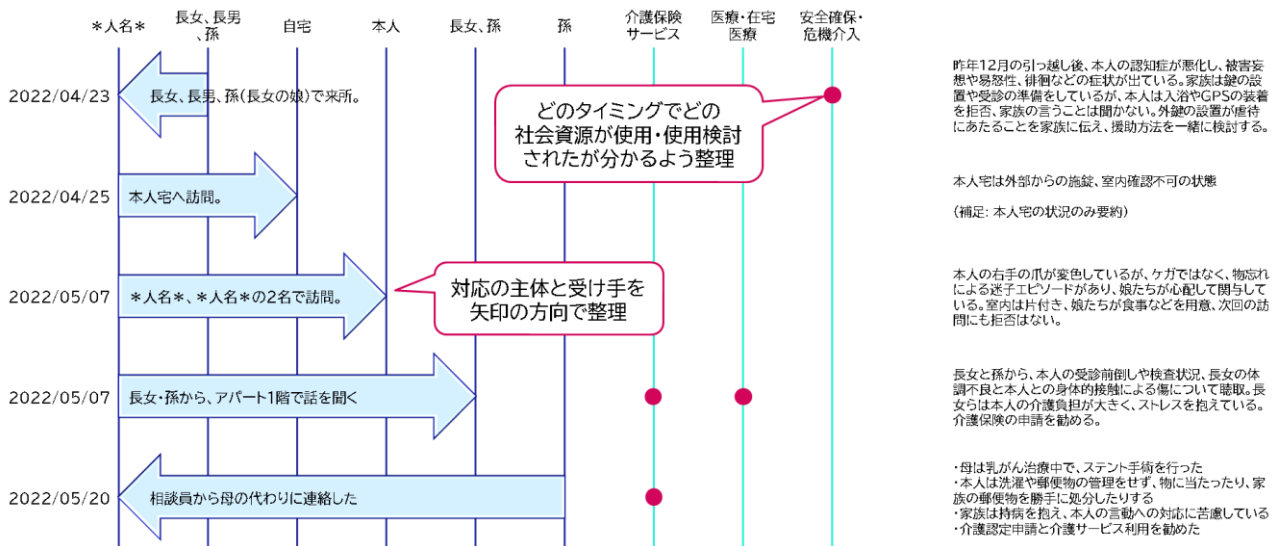 *人名*
長女、長男
、孫
自宅
本人
長女、孫
孫
介護保険
サービス
医療・在宅
医療
安全確保・
危機介入
2022/04/23
長女、長男、孫(長女の娘)で来所。
どのタイミングでどの
社会資源が使用・使用検討
されたが分かるよう整理
昨年12月の引っ越し後、本人の認知症が悪化し、被害妄
想や易怒性、徘徊などの症状が出ている。家族は鍵の設
置や受診の準備をしているが、本人は入浴やGPSの装着
を拒否、家族の言うことは聞かない。外鍵の設置が虐待
にあたることを家族に伝え、援助方法を一緒に検討する。
2022/04/25
本人宅へ訪問。
本人宅は外部からの施錠、室内確認不可の状態
(補足: 本人宅の状況のみ要約)
2022/05/07
*人名*、*人名*の2名で訪問。
対応の主体と受け手を
矢印の方向で整理
本人の右手の爪が変色しているが、ケガではなく、物忘れ
による迷子エピソードがあり、娘たちが心配して関与して
いる。室内は片付き、娘たちが食事などを用意、次回の訪
問にも拒否はない。
2022/05/07
長女・孫から、アパート1階で話を聞く
長女と孫から、本人の受診前倒しや検査状況、長女の体
調不良と本人との身体的接触による傷について聴取。長
女らは本人の介護負担が大きく、ストレスを抱えている。
介護保険の申請を勧める。
2022/05/20
相談員から母の代わりに連絡した
・母は乳がん治療中で、ステント手術を行った
・本人は洗濯や郵便物の管理をせず、物に当たったり、家
族の郵便物を勝手に処分したりする
・家族は持病を抱え、本人の言動への対応に苦慮している
・介護認定申請と介護サービス利用を勧めた